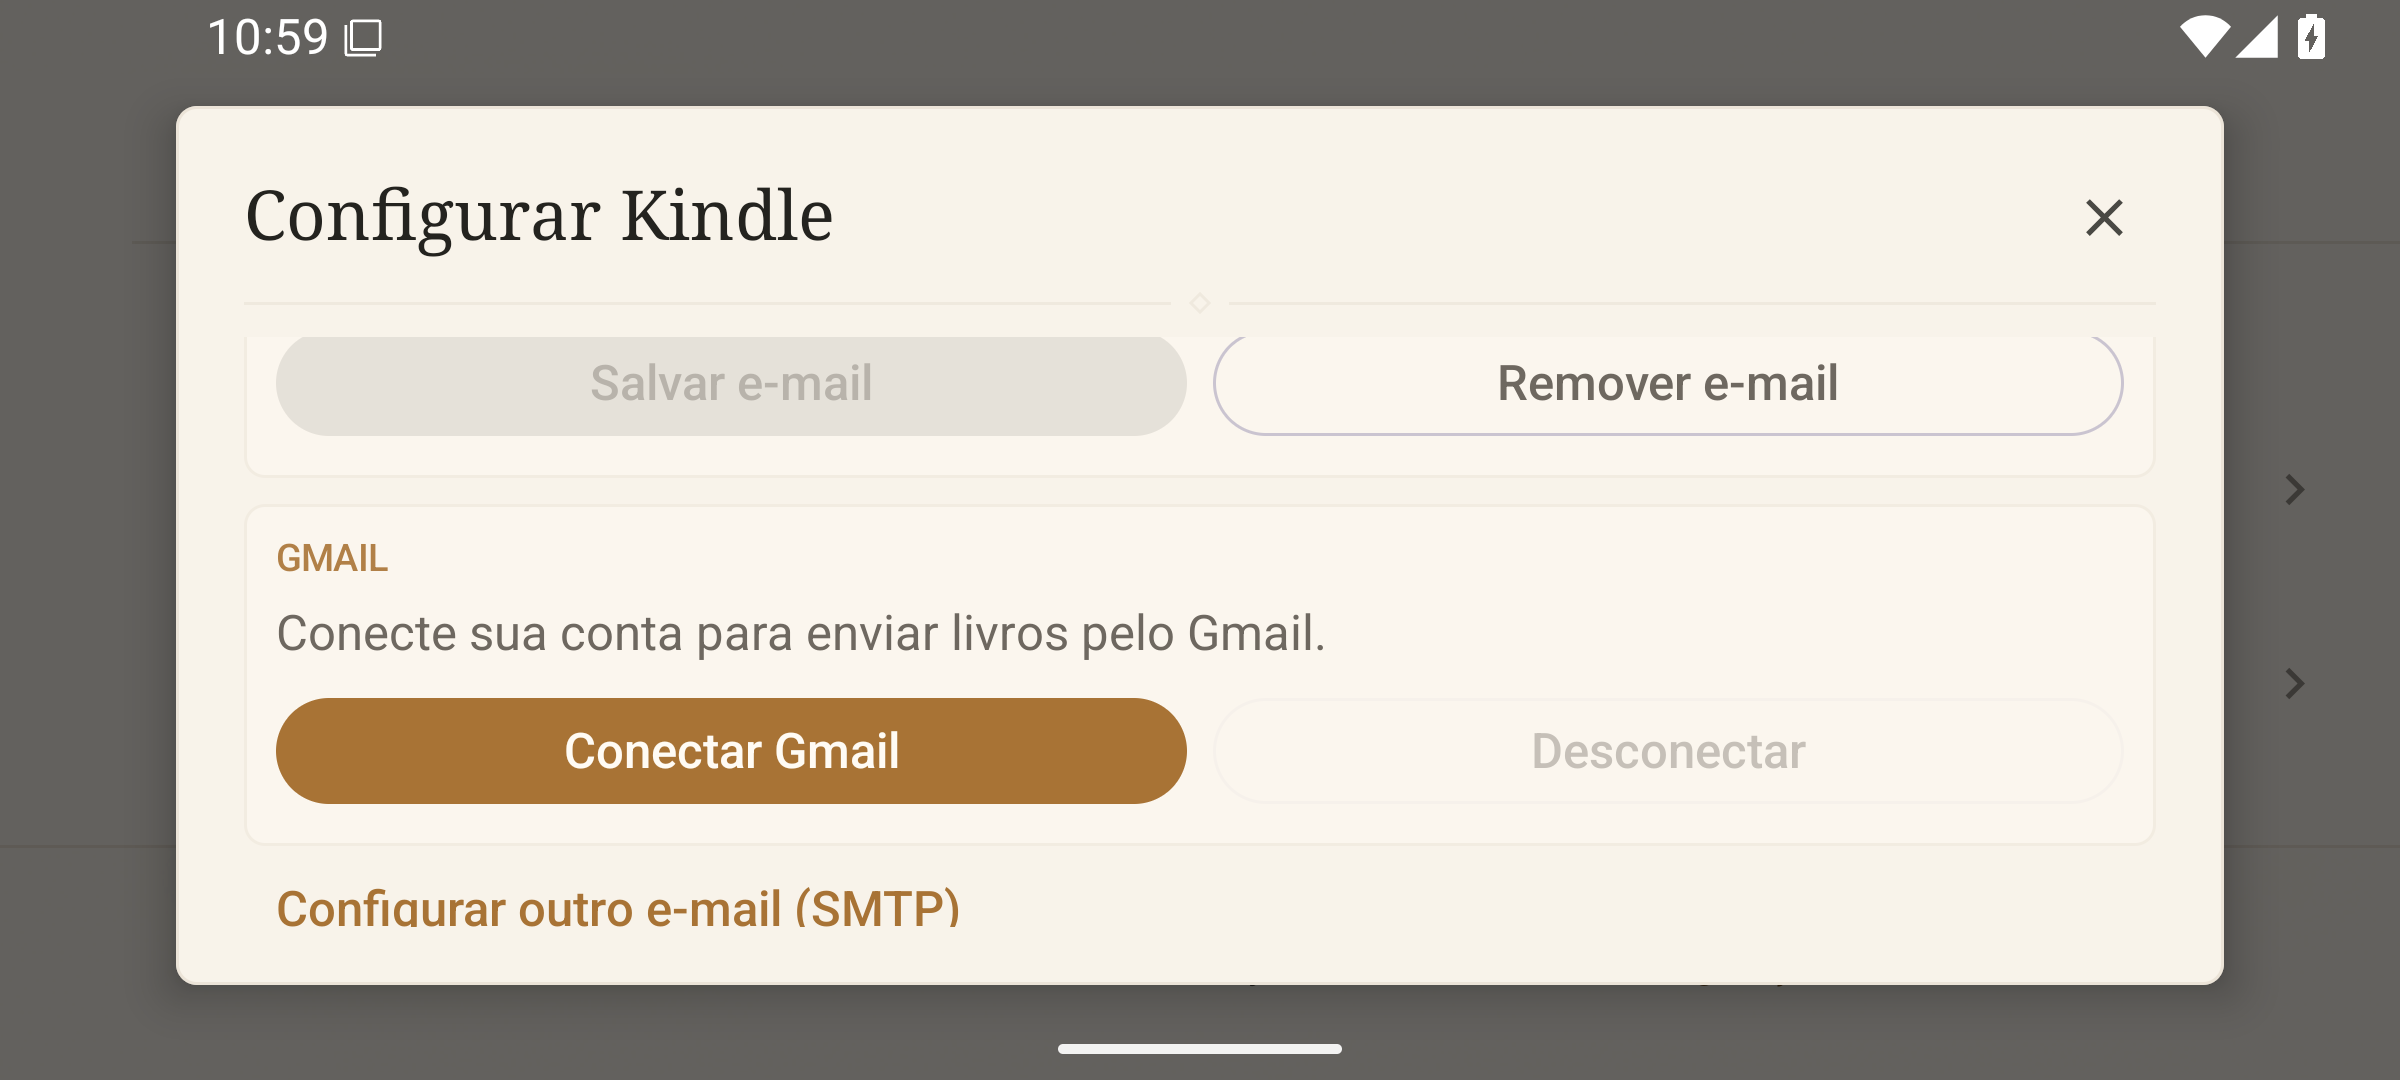 10:59
Configurar Kindle
Salvar e-mail
Remover e-mail
GMAIL
Conecte sua conta para enviar livros pelo Gmail.
Conectar Gmail
Desconectar
Configurar outro e-mail (SMTP)